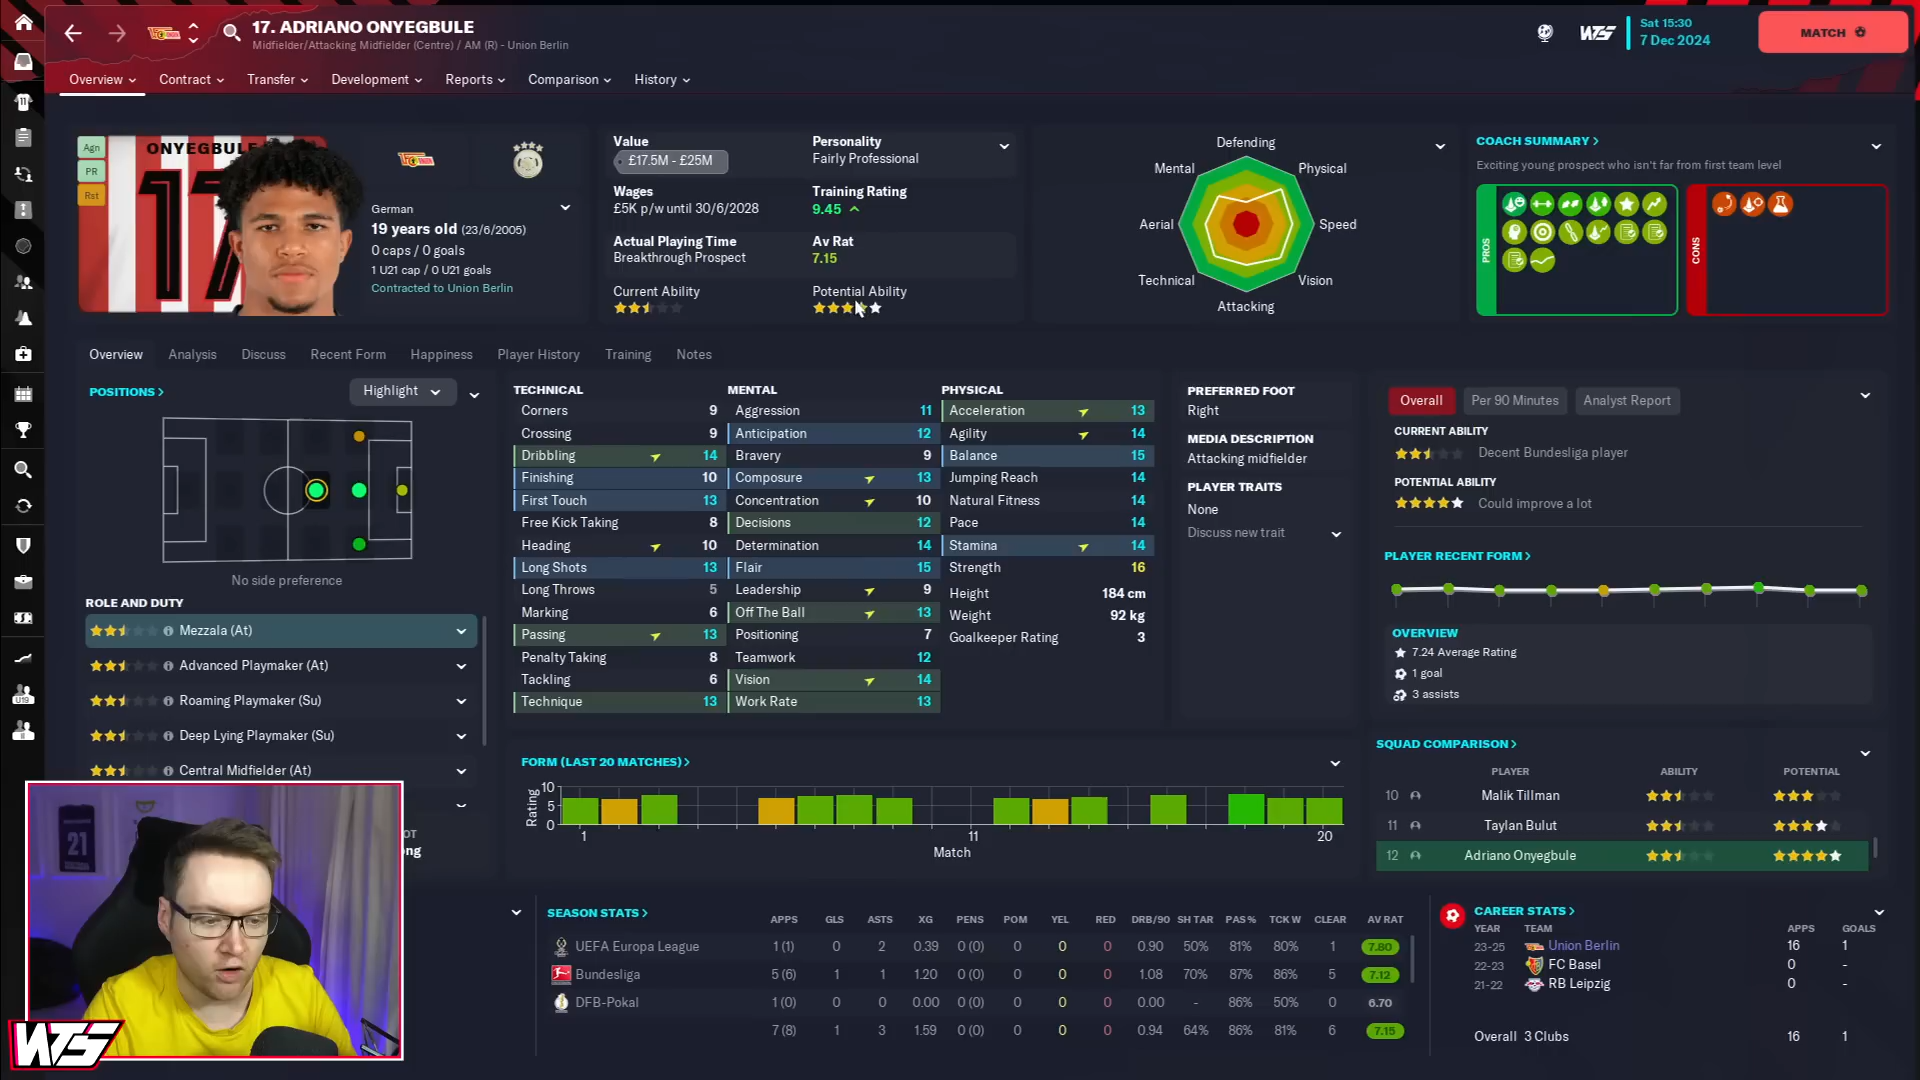 17. ADRIANO ONYEGBULE
Midfielder/Attacking Midfielder (Centre) / AM (R) - Union Berlin
WTS
Sat 15:30
7 Dec 2024
MATCH
Overview Contract Transfer Development Reports Comparison History
Agn
PR
Rst
ONYEGBULE
17
German
19 years old (23/6/2005)
0 caps / 0 goals
1 U21 cap / 0 U21 goals
Contracted to Union Berlin
Value
£17.5M - £25M
Personality
Fairly Professional
Wages
£5K p/w until 30/6/2028
Training Rating
9.45
Actual Playing Time
Breakthrough Prospect
Av Rat
7.15
Current Ability
Potential Ability
Defending
Mental Physical
Aerial Speed
Technical Vision
Attacking
COACH SUMMARY >
Exciting young prospect who isn't far from first team level
PROS
CONS
Overview Analysis Discuss Recent Form Happiness Player History Training Notes
POSITIONS >
Highlight
No side preference
ROLE AND DUTY
Mezzala (At)
Advanced Playmaker (At)
Roaming Playmaker (Su)
Deep Lying Playmaker (Su)
Central Midfielder (At)
TECHNICAL
Corners 9
Crossing 9
Dribbling 14
Finishing 10
First Touch 13
Free Kick Taking 8
Heading 10
Long Shots 13
Long Throws 5
Marking 6
Passing 13
Penalty Taking 8
Tackling 6
Technique 13
MENTAL
Aggression 11
Anticipation 12
Bravery 9
Composure 13
Concentration 10
Decisions 12
Determination 14
Flair 15
Leadership 9
Off The Ball 13
Positioning 7
Teamwork 12
Vision 14
Work Rate 13
PHYSICAL
Acceleration 13
Agility 14
Balance 15
Jumping Reach 14
Natural Fitness 14
Pace 14
Stamina 14
Strength 16
Height 184 cm
Weight 92 kg
Goalkeeper Rating 3
PREFERRED FOOT
Right
MEDIA DESCRIPTION
Attacking midfielder
PLAYER TRAITS
None
Discuss new trait
Overall Per 90 Minutes Analyst Report
CURRENT ABILITY
Decent Bundesliga player
POTENTIAL ABILITY
Could improve a lot
PLAYER RECENT FORM >
OVERVIEW
7.24 Average Rating
1 goal
3 assists
FORM (LAST 20 MATCHES) >
Rating
10
5
0
1 11 20
Match
SQUAD COMPARISON >
PLAYER ABILITY POTENTIAL
10 Malik Tillman
11 Taylan Bulut
12 Adriano Onyegbule
SEASON STATS > APPS GLS ASTS XG PENS POM YEL RED DRB/90 SH TAR PAS% TCK W CLEAR AV RAT
UEFA Europa League 1 (1) 0 2 0.39 0 (0) 0 0 0 0.90 50% 81% 80% 1 7.80
Bundesliga 5 (6) 1 1 1.20 0 (0) 0 0 0 1.08 70% 87% 86% 5 7.12
DFB-Pokal 1 (0) 0 0 0.00 0 (0) 0 0 0 0.00 - 86% 50% 0 6.70
7 (8) 1 3 1.59 0 (0) 0 0 0 0.94 64% 86% 81% 6 7.15
CAREER STATS >
YEAR TEAM APPS GOALS
23-25 Union Berlin 16 1
22-23 FC Basel 0 -
21-22 RB Leipzig 0 -
Overall 3 Clubs 16 1
21
WTS
11
U19